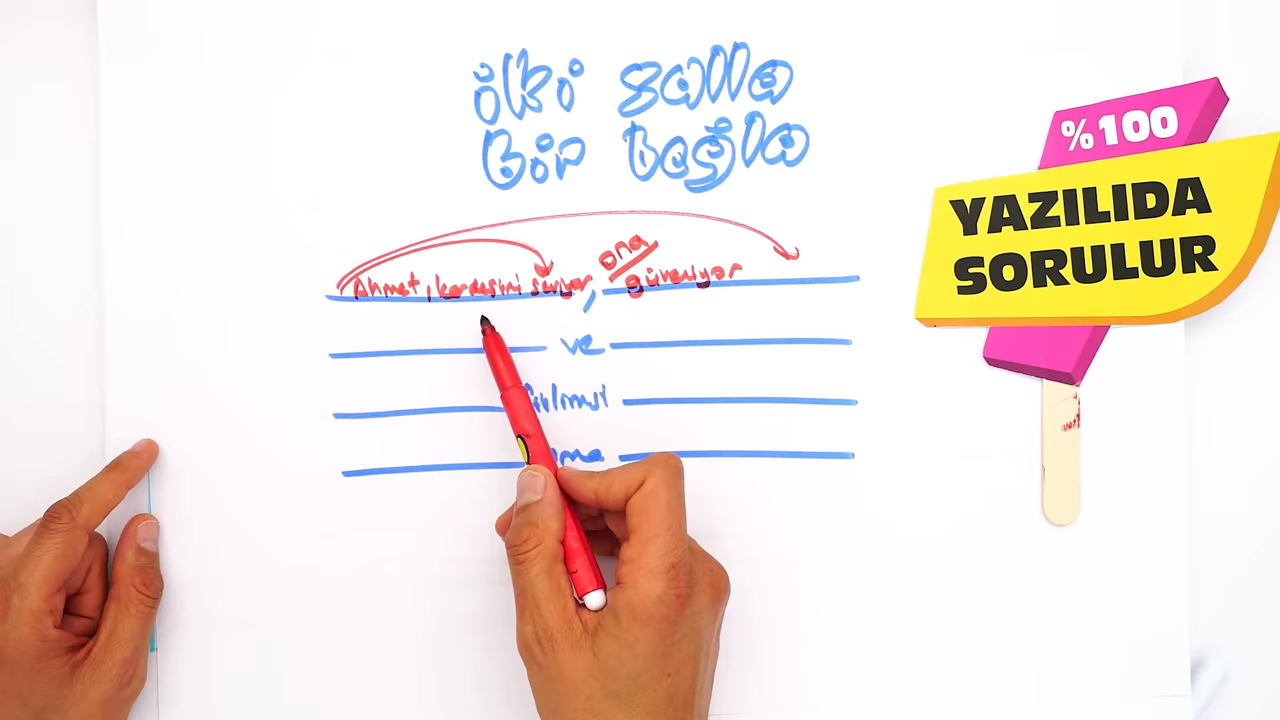 iki salla
bir bağla
%100
YAZILIDA
SORULUR
ona
Ahmet, kardeşini seviyor, güveniyor
ve